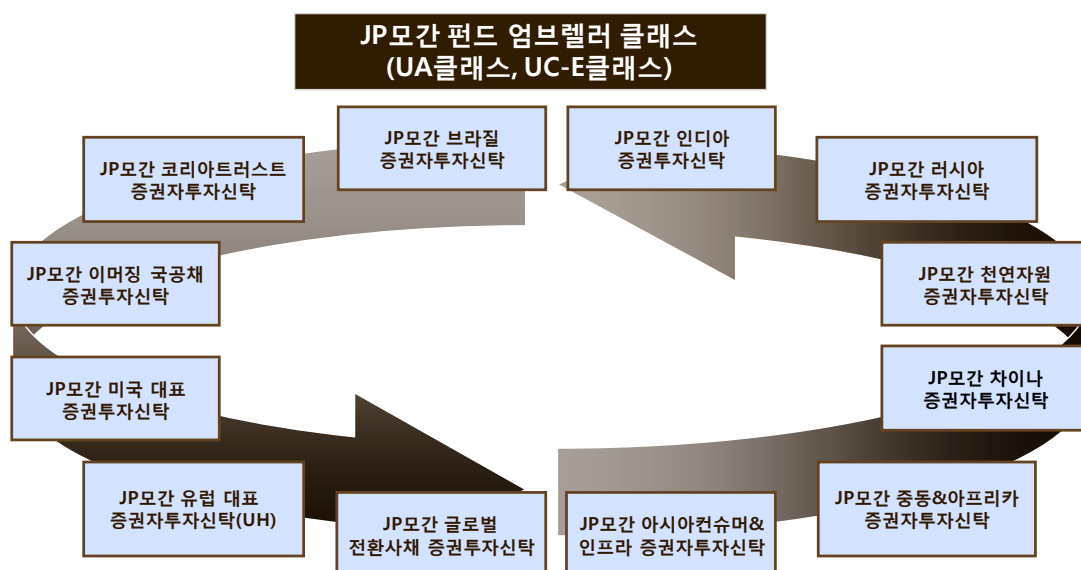 JP모간 펀드 엄브렐러 클래스
(UA클래스, UC-E클래스)
JP모간 브라질
증권자투자신탁
JP모간 인디아
증권투자신탁
JP모간 코리아트러스트
증권자투자신탁
JP모간 러시아
증권자투자신탁
JP모간 이머징 국공채
증권투자신탁
JP모간 천연자원
증권자투자신탁
JP모간 미국 대표
증권자투자신탁
JP모간 차이나
증권자투자신탁
JP모간 유럽 대표
증권자투자신탁(UH)
JP모간 글로벌
전환사채 증권투자신탁
JP모간 아시아컨슈머&
인프라 증권자투자신탁
JP모간 중동&아프리카
증권자투자신탁